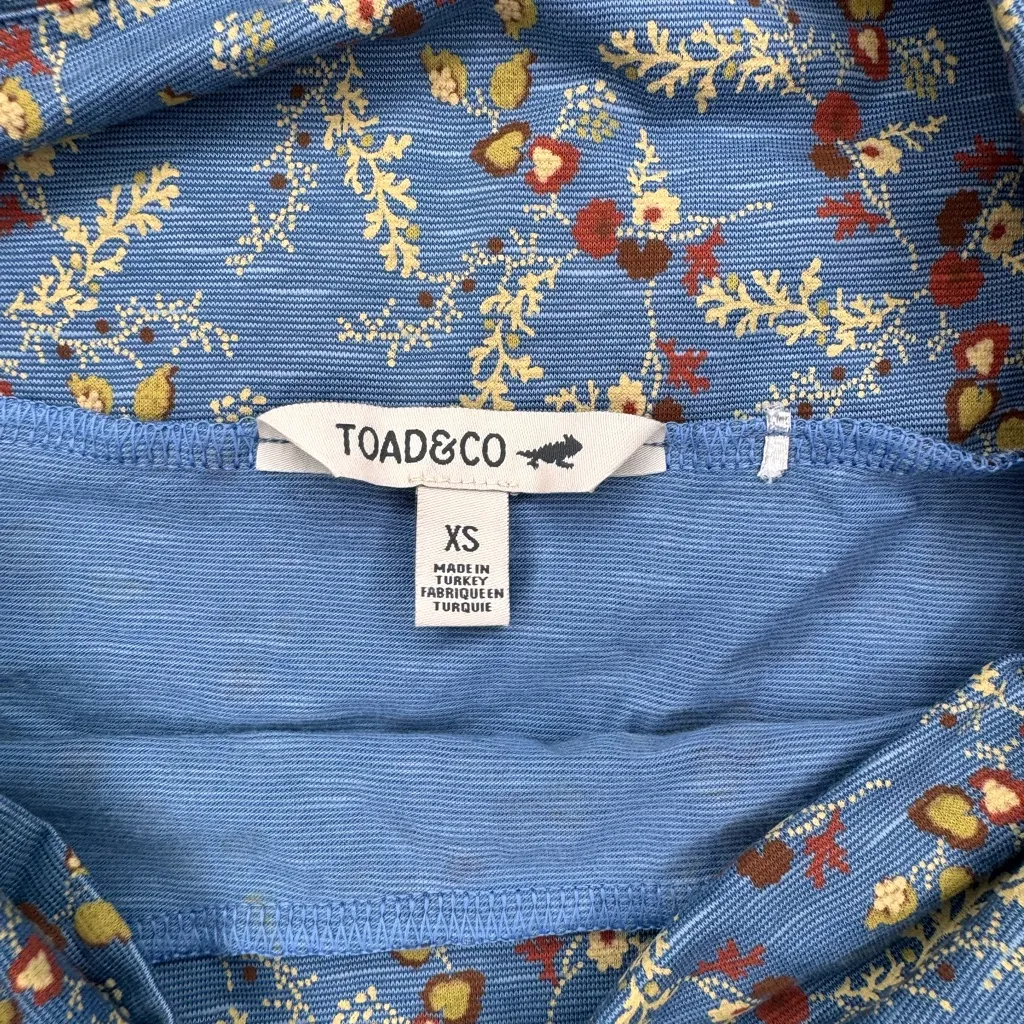 TOAD&CO
XS
MADE IN
TURKEY
FABRIQUE EN
TURQUIE